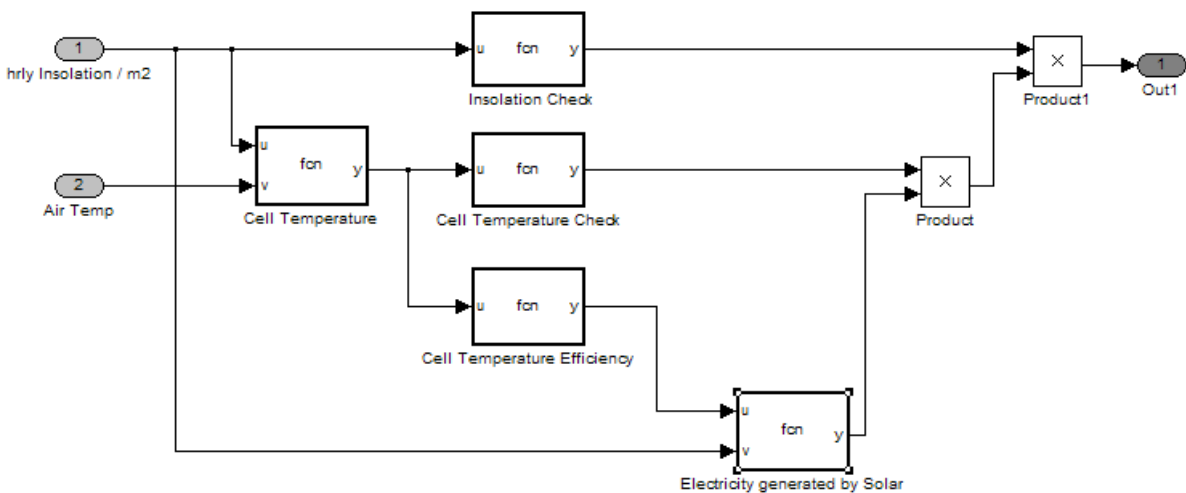 1
hrly Insolation / m2
u fcn y
Insolation Check
×
Product1
1
Out1
u
v
fcn
y
Cell Temperature
2
Air Temp
u fcn y
Cell Temperature Check
×
Product
u fcn y
Cell Temperature Efficiency
u
v
fcn
y
Electricity generated by Solar